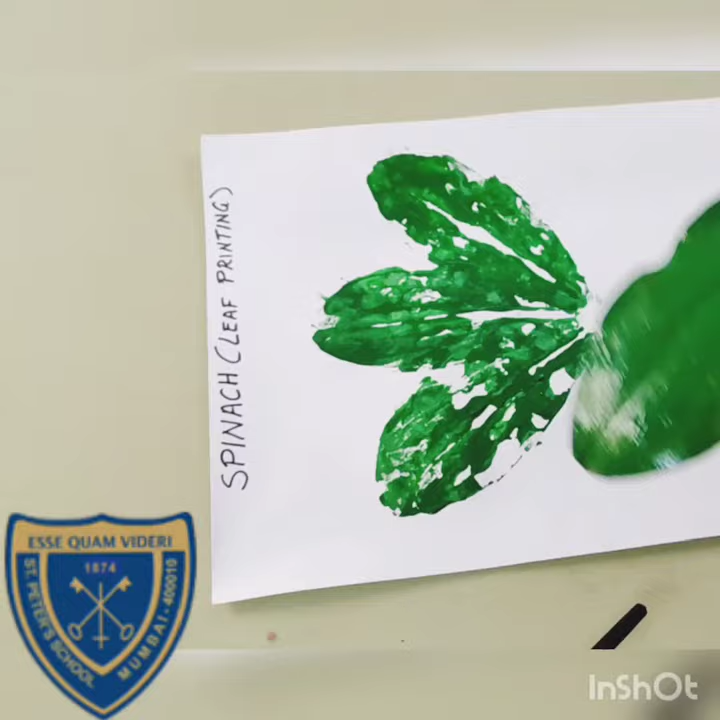 SPINACH (LEAF PRINTING)
ESSE QUAM VIDERI
1874
ST. PETER'S SCHOOL
MUMBAI-400010
InShOt